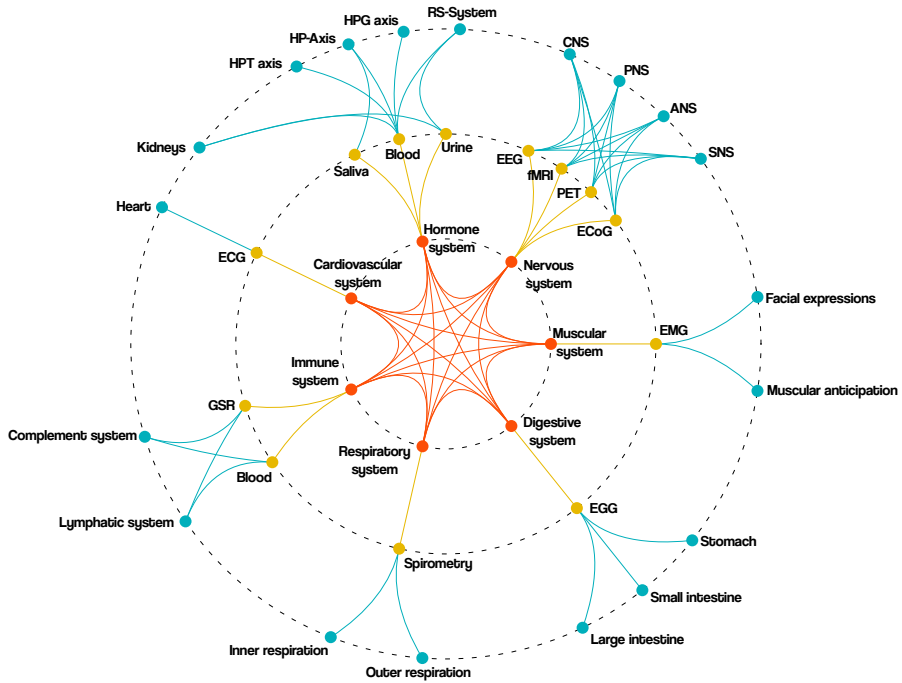 RS-System
HPG axis
HP-Axis
HPT axis
CNS
PNS
ANS
SNS
Kidneys
Saliva
Blood
Urine
EEG
fMRI
PET
ECoG
Heart
ECG
Hormone
system
Cardiovascular
system
Nervous
system
Facial expressions
Muscular
system
EMG
Immune
system
Muscular anticipation
GSR
Complement system
Digestive
system
Respiratory
system
Blood
Lymphatic system
EGG
Stomach
Spirometry
Small intestine
Large intestine
Inner respiration
Outer respiration